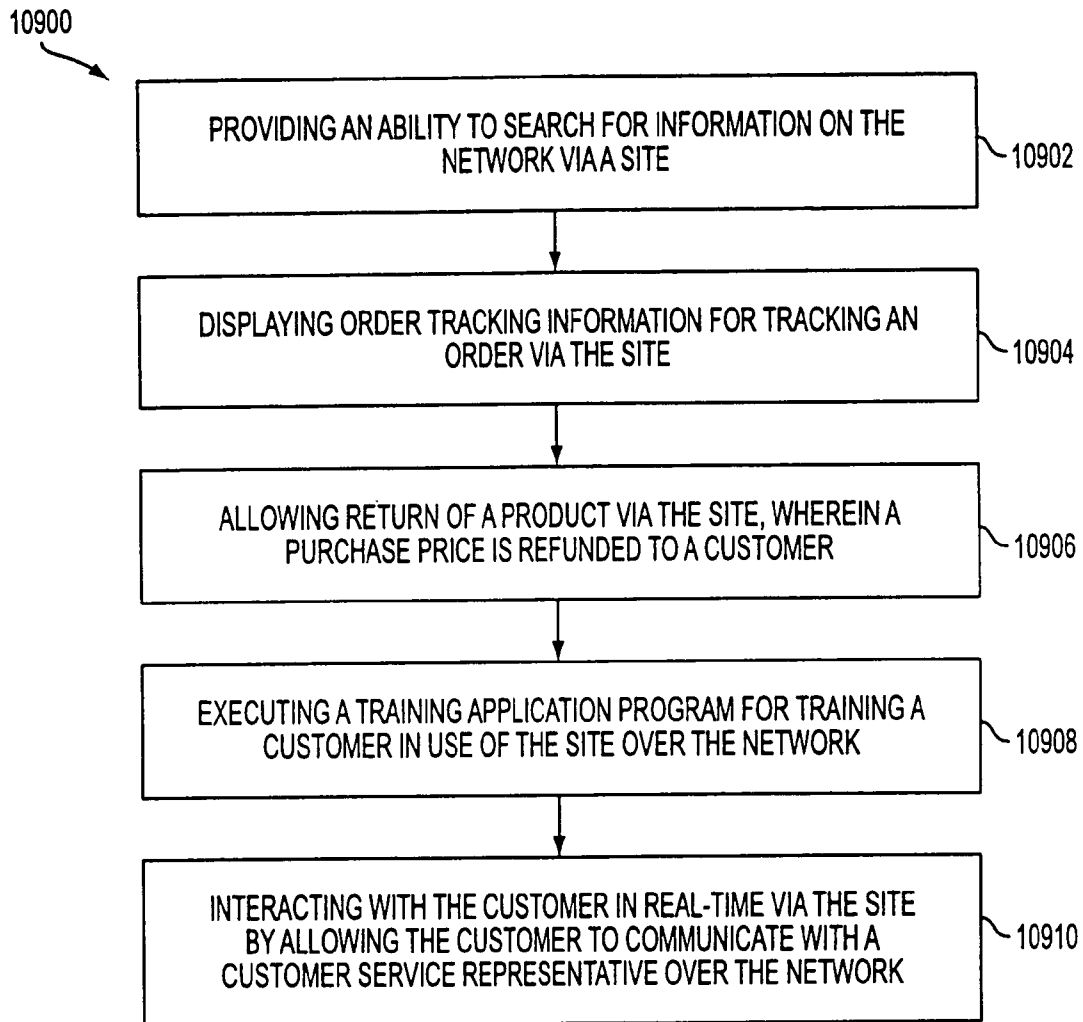 10900
PROVIDING AN ABILITY TO SEARCH FOR INFORMATION ON THE
NETWORK VIA A SITE
10902
DISPLAYING ORDER TRACKING INFORMATION FOR TRACKING AN
ORDER VIA THE SITE
10904
ALLOWING RETURN OF A PRODUCT VIA THE SITE, WHEREIN A
PURCHASE PRICE IS REFUNDED TO A CUSTOMER
10906
EXECUTING A TRAINING APPLICATION PROGRAM FOR TRAINING A
CUSTOMER IN USE OF THE SITE OVER THE NETWORK
10908
INTERACTING WITH THE CUSTOMER IN REAL-TIME VIA THE SITE
BY ALLOWING THE CUSTOMER TO COMMUNICATE WITH A
CUSTOMER SERVICE REPRESENTATIVE OVER THE NETWORK
10910